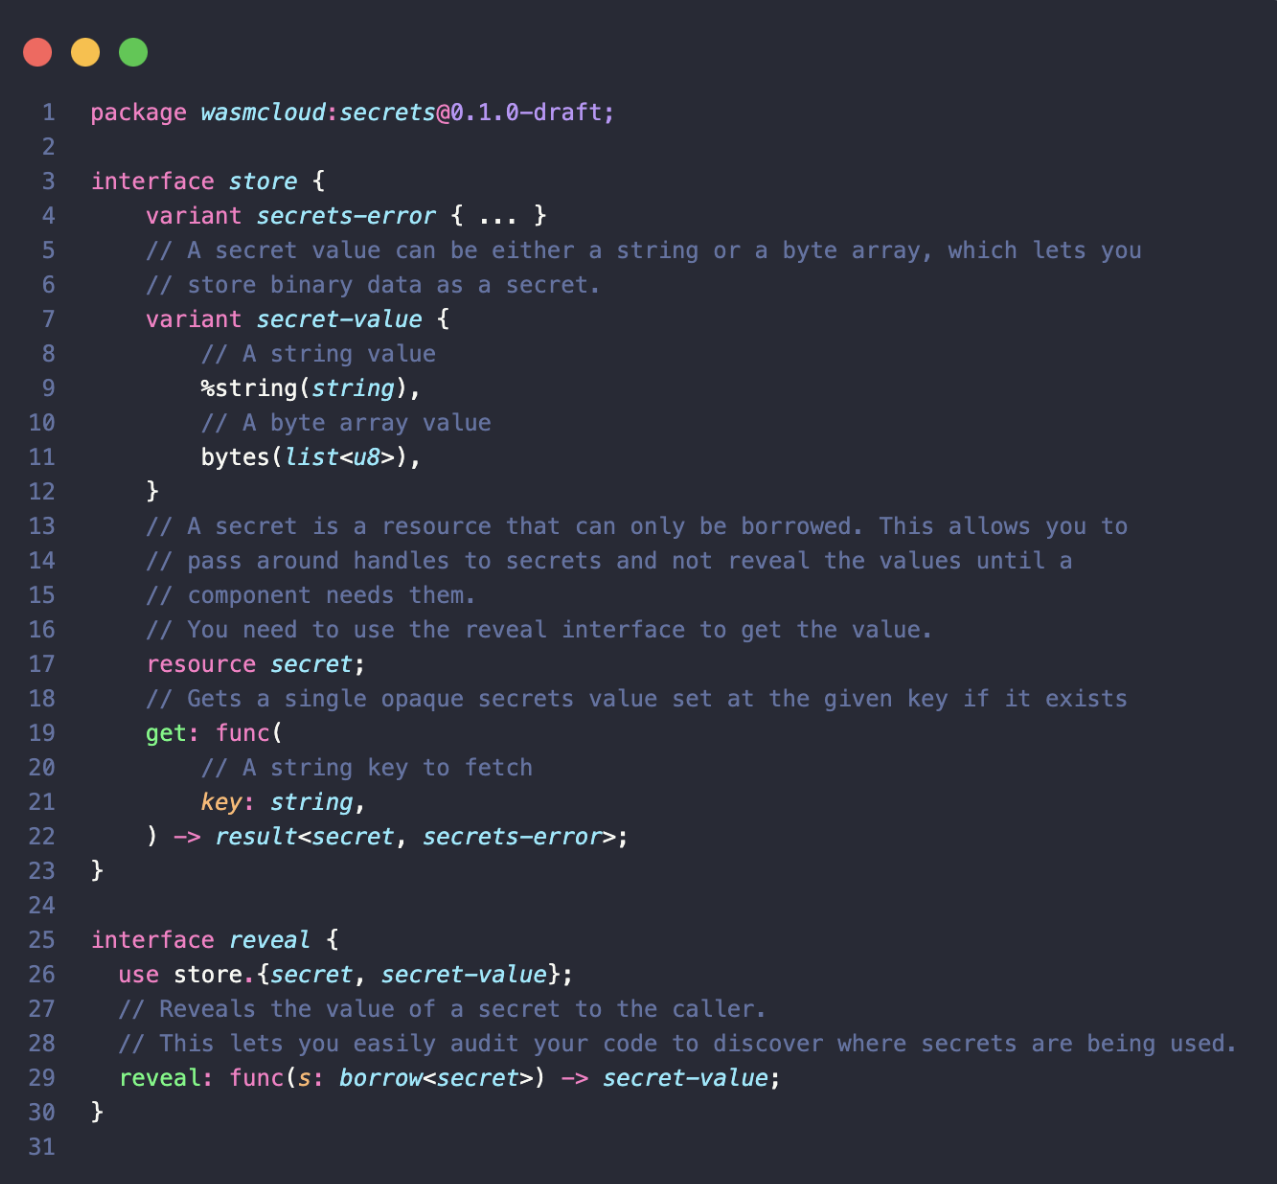 1 package wasmcloud:secrets@0.1.0-draft;
2
3 interface store {
4     variant secrets-error { ... }
5     // A secret value can be either a string or a byte array, which lets you
6     // store binary data as a secret.
7     variant secret-value {
8         // A string value
9         %string(string),
10         // A byte array value
11         bytes(list<u8>),
12     }
13     // A secret is a resource that can only be borrowed. This allows you to
14     // pass around handles to secrets and not reveal the values until a
15     // component needs them.
16     // You need to use the reveal interface to get the value.
17     resource secret;
18     // Gets a single opaque secrets value set at the given key if it exists
19     get: func(
20         // A string key to fetch
21         key: string,
22     ) -> result<secret, secrets-error>;
23 }
24
25 interface reveal {
26   use store.{secret, secret-value};
27   // Reveals the value of a secret to the caller.
28   // This lets you easily audit your code to discover where secrets are being used.
29   reveal: func(s: borrow<secret>) -> secret-value;
30 }
31